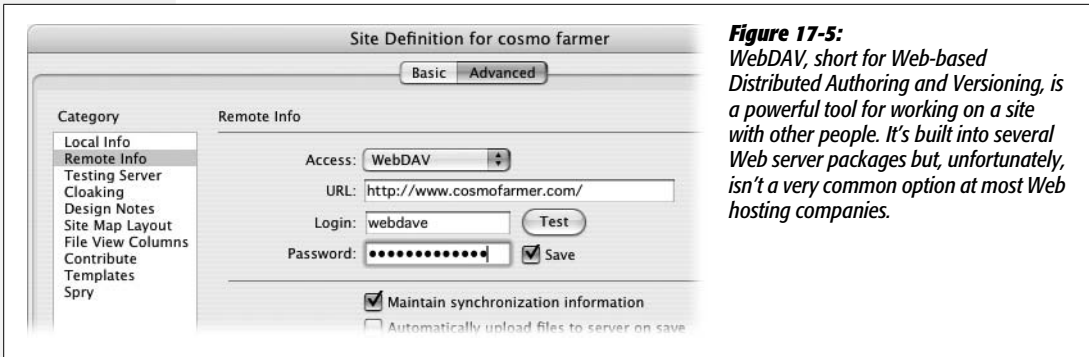 Site Definition for cosmo farmer
Basic Advanced
Category
Local Info
Remote Info
Testing Server
Cloaking
Design Notes
Site Map Layout
File View Columns
Contribute
Templates
Spry
Remote Info
Access: WebDAV
URL: http://www.cosmofarmer.com/
Login: webdave Test
Password: ••••••••••••• Save
Maintain synchronization information
Automatically upload files to server on save
Figure 17-5:
WebDAV, short for Web-based
Distributed Authoring and Versioning, is
a powerful tool for working on a site
with other people. It's built into several
Web server packages but, unfortunately,
isn't a very common option at most Web
hosting companies.